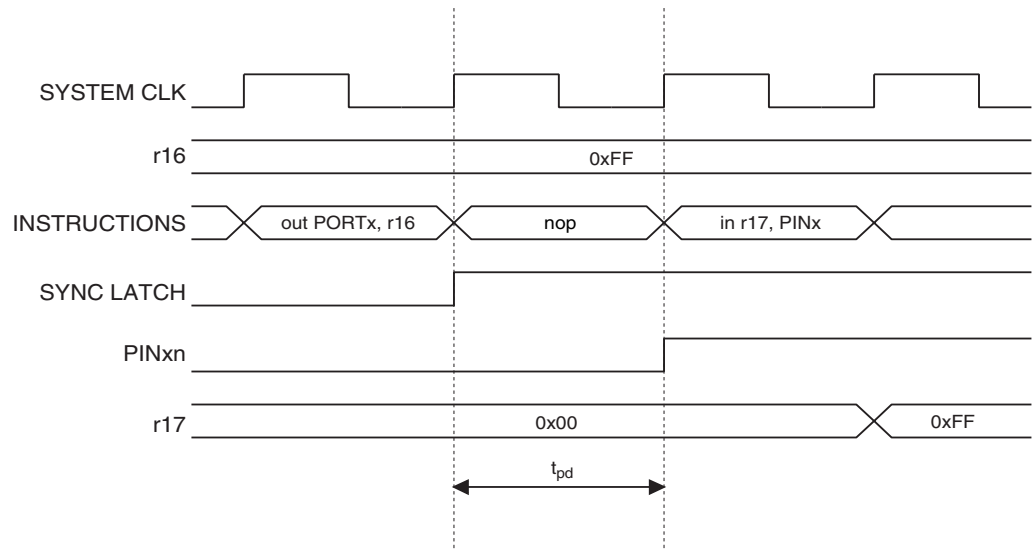 SYSTEM CLK
r16
0xFF
INSTRUCTIONS
out PORTx, r16
nop
in r17, PINx
SYNC LATCH
PINxn
r17
0x00
0xFF
tpd